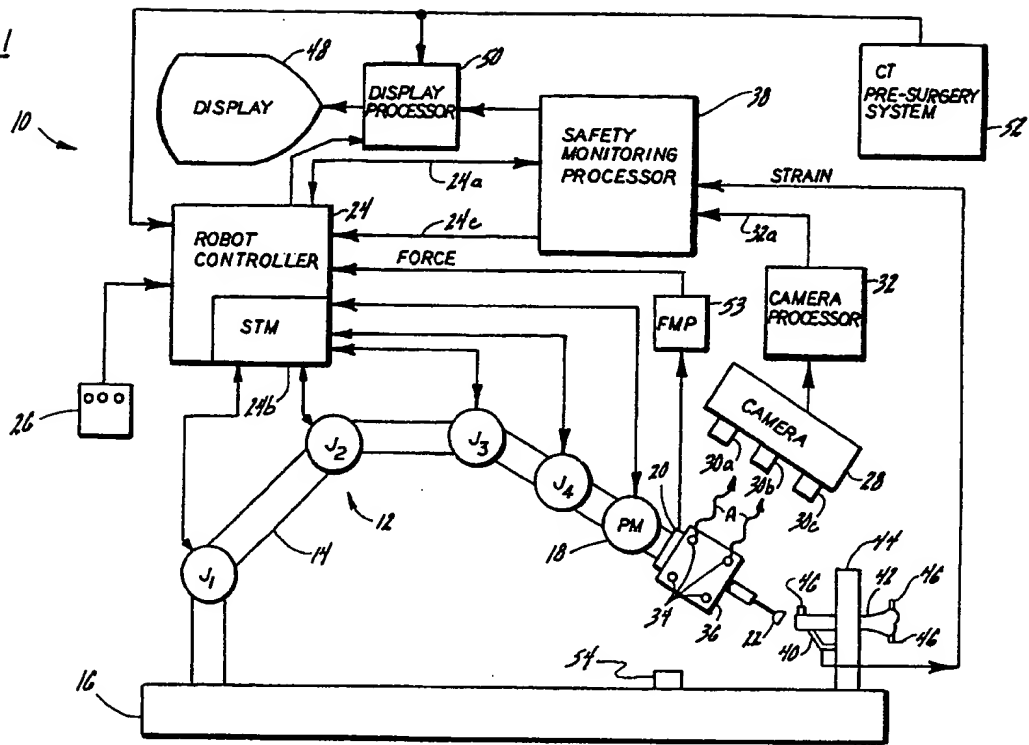 1
48
50
DISPLAY
DISPLAY
PROCESSOR
38
CT
PRE-SURGERY
SYSTEM
52
10
SAFETY
MONITORING
PROCESSOR
24a
STRAIN
24
ROBOT
CONTROLLER
24c
32a
FORCE
32
CAMERA
PROCESSOR
STM
53
FMP
26
24b
CAMERA
30a
30b
30c
28
J2
J3
J4
20
A
12
PM
18
44
14
46
42
46
J1
34
36
22
40
46
54
16